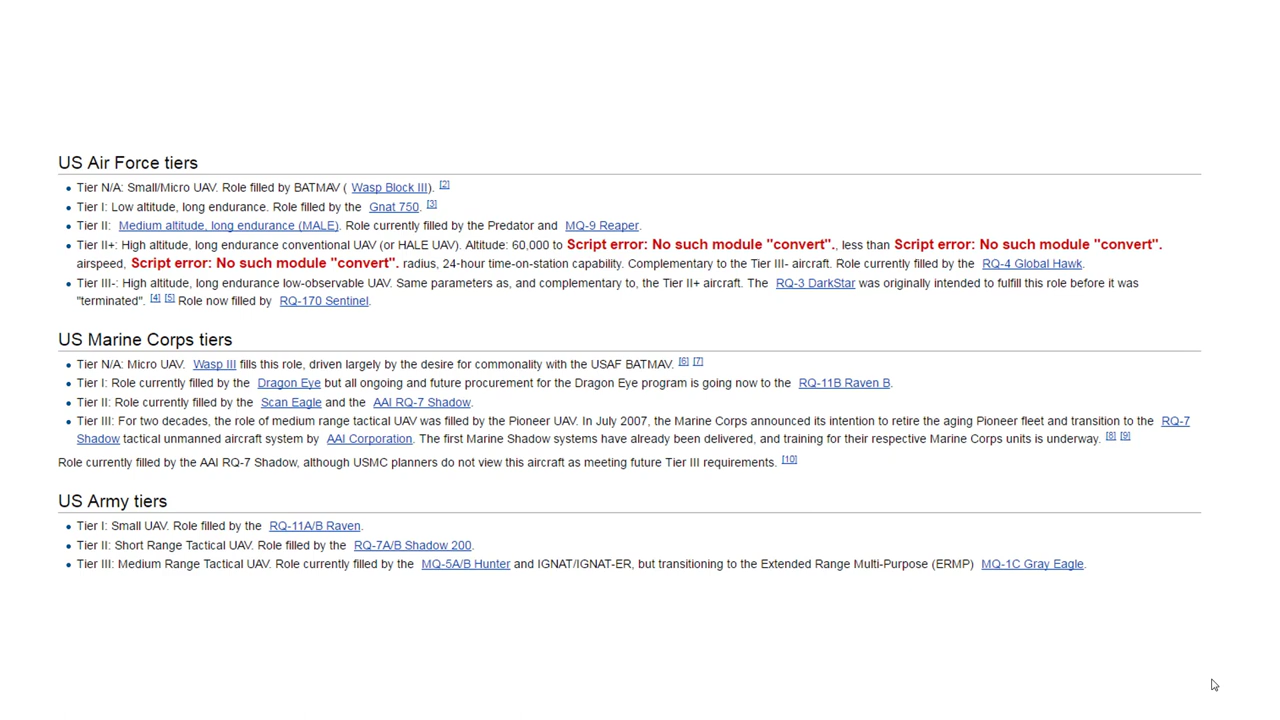 US Air Force tiers
Tier N/A: Small/Micro UAV. Role filled by BATMAV ( Wasp Block III). [2]
Tier I: Low altitude, long endurance. Role filled by the Gnat 750. [3]
Tier II: Medium altitude, long endurance (MALE). Role currently filled by the Predator and MQ-9 Reaper.
Tier II+: High altitude, long endurance conventional UAV (or HALE UAV). Altitude: 60,000 to Script error: No such module "convert"., less than Script error: No such module "convert".
airspeed, Script error: No such module "convert". radius, 24-hour time-on-station capability. Complementary to the Tier III- aircraft. Role currently filled by the RQ-4 Global Hawk.
Tier III-: High altitude, long endurance low-observable UAV. Same parameters as, and complementary to, the Tier II+ aircraft. The RQ-3 DarkStar was originally intended to fulfill this role before it was
"terminated". [4] [5] Role now filled by RQ-170 Sentinel.
US Marine Corps tiers
Tier N/A: Micro UAV. Wasp III fills this role, driven largely by the desire for commonality with the USAF BATMAV. [6] [7]
Tier I: Role currently filled by the Dragon Eye but all ongoing and future procurement for the Dragon Eye program is going now to the RQ-11B Raven B.
Tier II: Role currently filled by the Scan Eagle and the AAI RQ-7 Shadow.
Tier III: For two decades, the role of medium range tactical UAV was filled by the Pioneer UAV. In July 2007, the Marine Corps announced its intention to retire the aging Pioneer fleet and transition to the RQ-7
Shadow tactical unmanned aircraft system by AAI Corporation. The first Marine Shadow systems have already been delivered, and training for their respective Marine Corps units is underway. [8] [9]
Role currently filled by the AAI RQ-7 Shadow, although USMC planners do not view this aircraft as meeting future Tier III requirements. [10]
US Army tiers
Tier I: Small UAV. Role filled by the RQ-11A/B Raven.
Tier II: Short Range Tactical UAV. Role filled by the RQ-7A/B Shadow 200.
Tier III: Medium Range Tactical UAV. Role currently filled by the MQ-5A/B Hunter and IGNAT/IGNAT-ER, but transitioning to the Extended Range Multi-Purpose (ERMP) MQ-1C Gray Eagle.